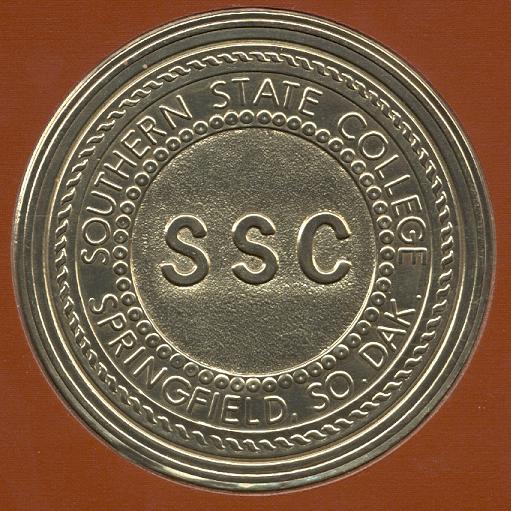 SOUTHERN STATE COLLEGE
SSC
SPRINGFIELD, SO. DAK.